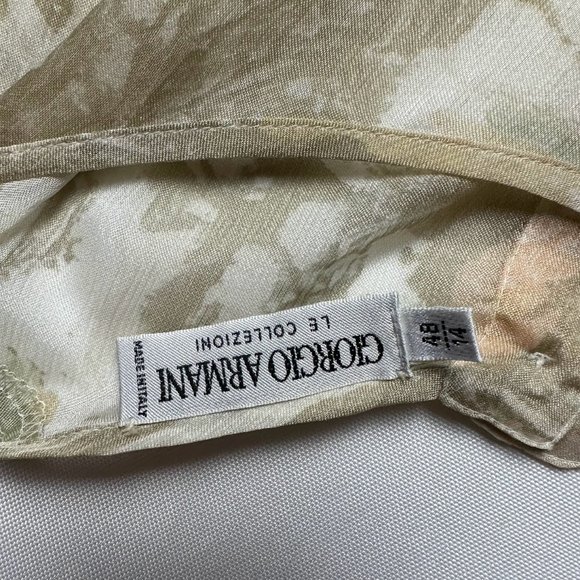 GIORGIO ARMANI
LE COLLEZIONI
MADE IN ITALY
48
14